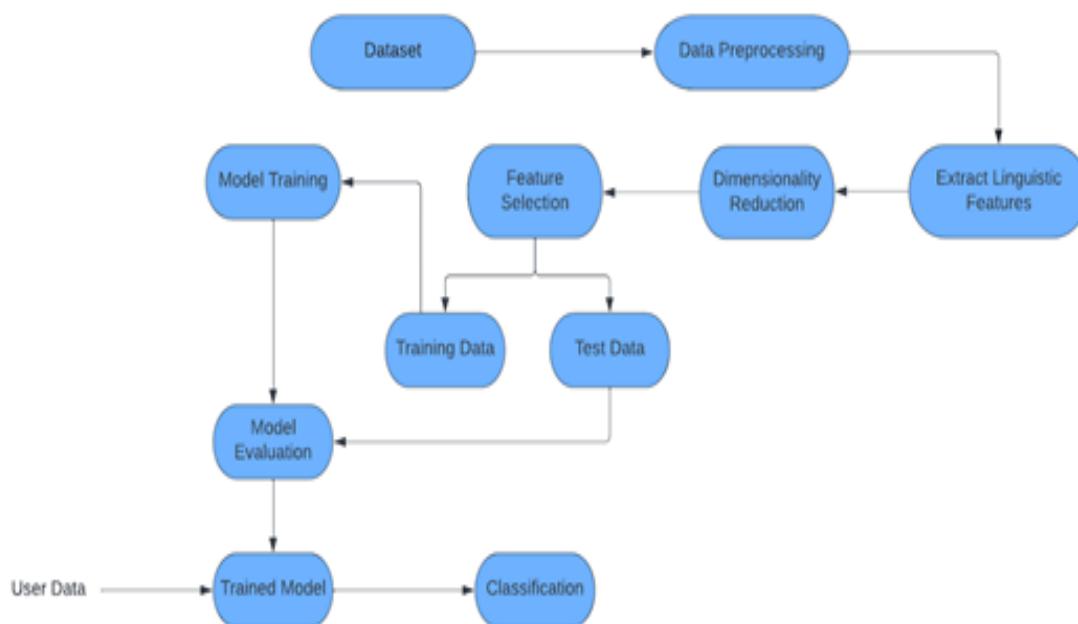 Dataset
Data Preprocessing
Model Training
Feature
Selection
Dimensionality
Reduction
Extract Linguistic
Features
Training Data
Test Data
Model
Evaluation
User Data
Trained Model
Classification